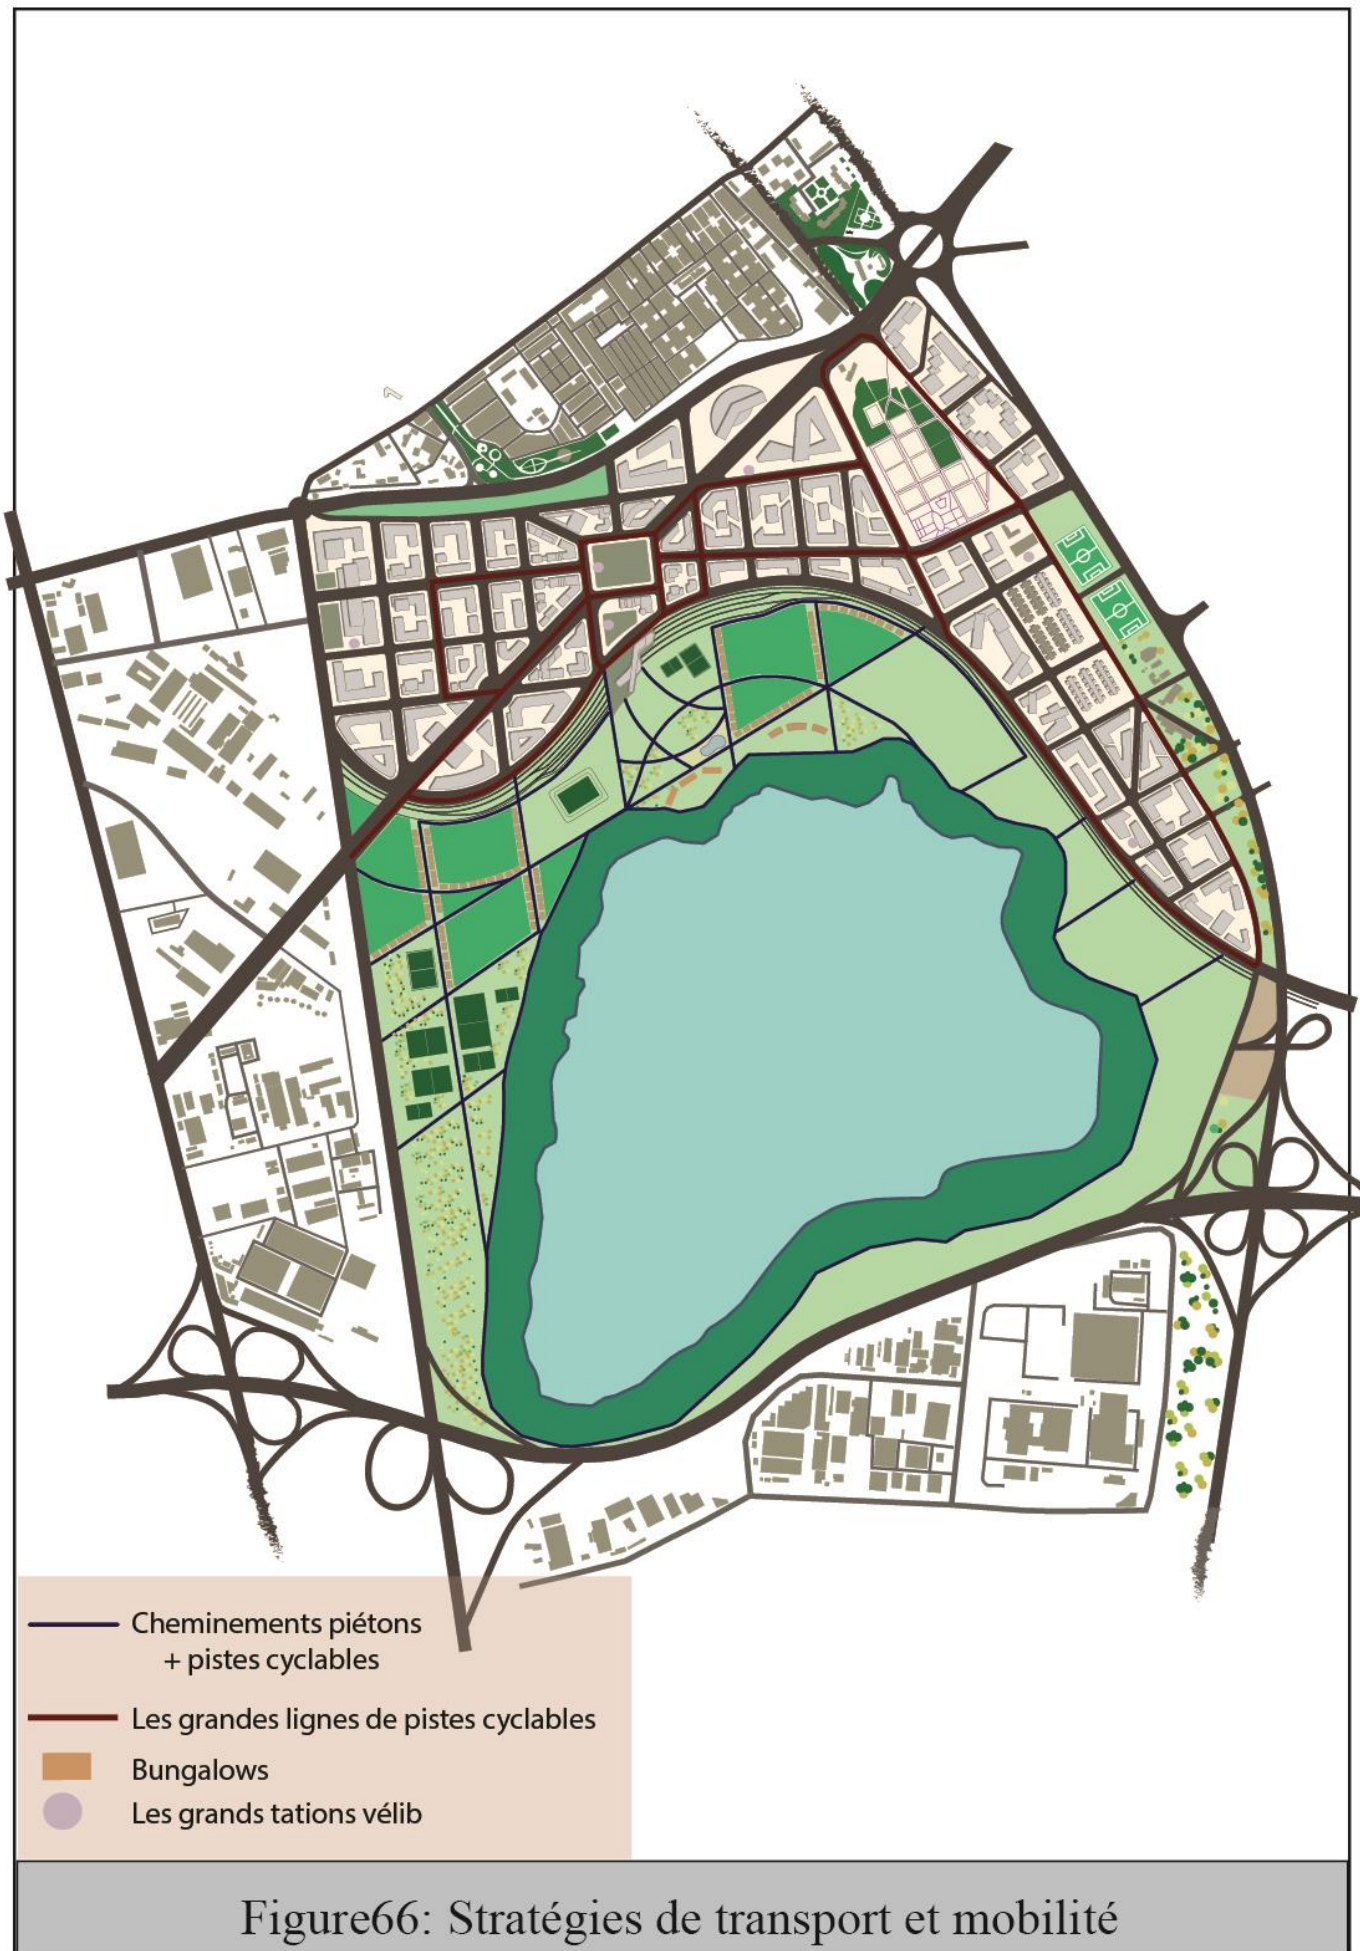 Cheminements piétons
+ pistes cyclables
Les grandes lignes de pistes cyclables
Bungalows
Les grands tations vélib
Figure66: Stratégies de transport et mobilité